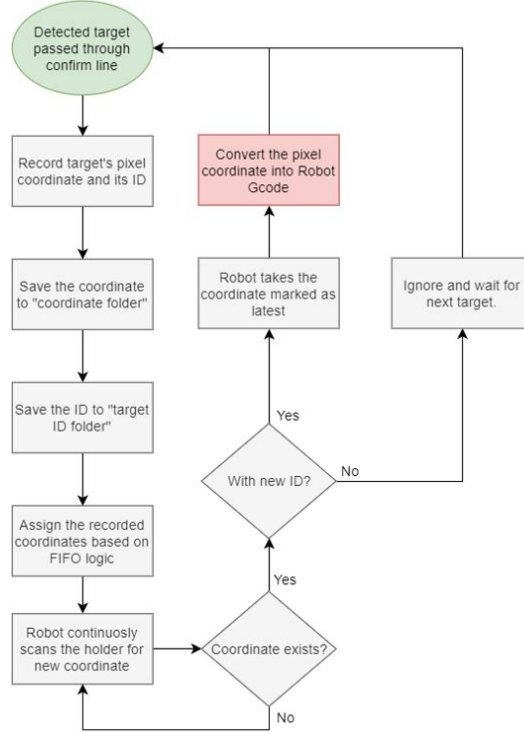 Detected target
passed through
confirm line
Record target's pixel
coordinate and its ID
Save the coordinate
to "coordinate folder"
Save the ID to "target
ID folder"
Assign the recorded
coordinates based on
FIFO logic
Robot continuosly
scans the holder for
new coordinate
Coordinate exists?
No
Yes
With new ID?
No
Yes
Robot takes the
coordinate marked as
latest
Convert the pixel
coordinate into Robot
Gcode
Ignore and wait for
next target.